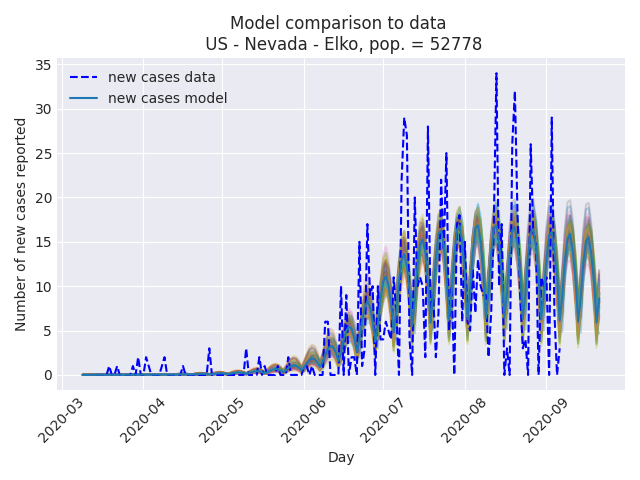 Model comparison to data
US - Nevada - Elko, pop. = 52778
35
30
25
20
15
10
5
0
Number of new cases reported
new cases data
new cases model
2020-03
2020-04
2020-05
2020-06
2020-07
2020-08
2020-09
Day